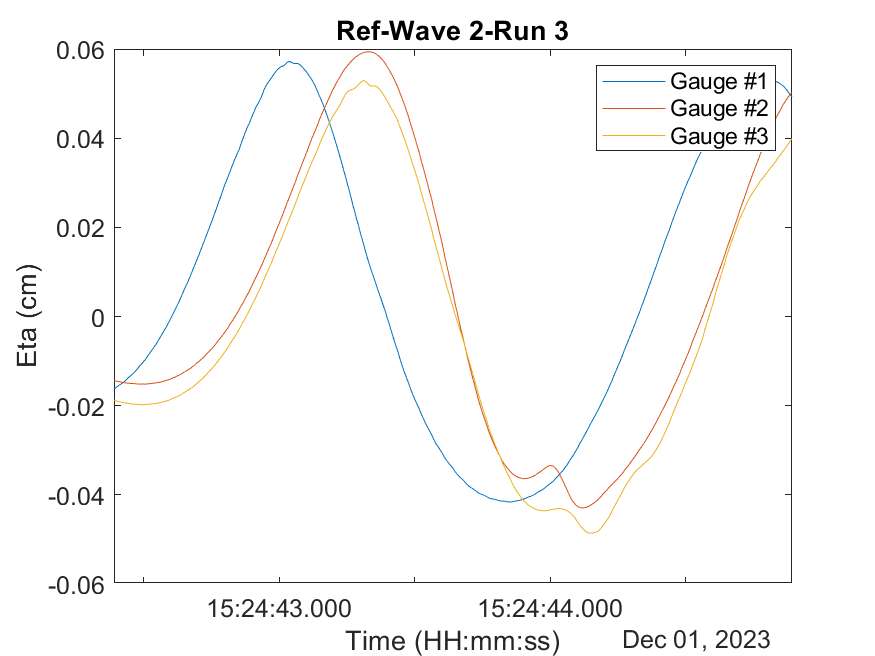 Ref-Wave 2-Run 3
Gauge #1
Gauge #2
Gauge #3
0.06
0.04
0.02
0
-0.02
-0.04
-0.06
Eta (cm)
15:24:43.000 15:24:44.000
Time (HH:mm:ss)
Dec 01, 2023